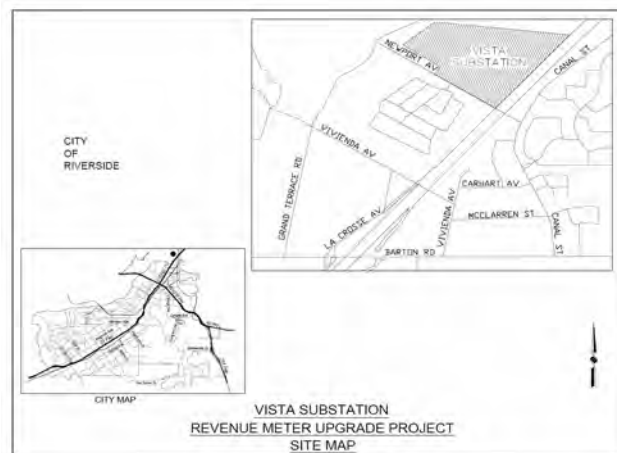 VISTA
SUBSTATION
NEWPORT AV
CANAL ST
CITY
OF
RIVERSIDE
VIVIENDA AV
GRAND TERRACE RD
LA CROSSE AV
CARHART AV
VIVIENDA AV
MCCLARREN ST
CANAL ST
BARTON RD
CITY MAP
VISTA SUBSTATION
REVENUE METER UPGRADE PROJECT
SITE MAP